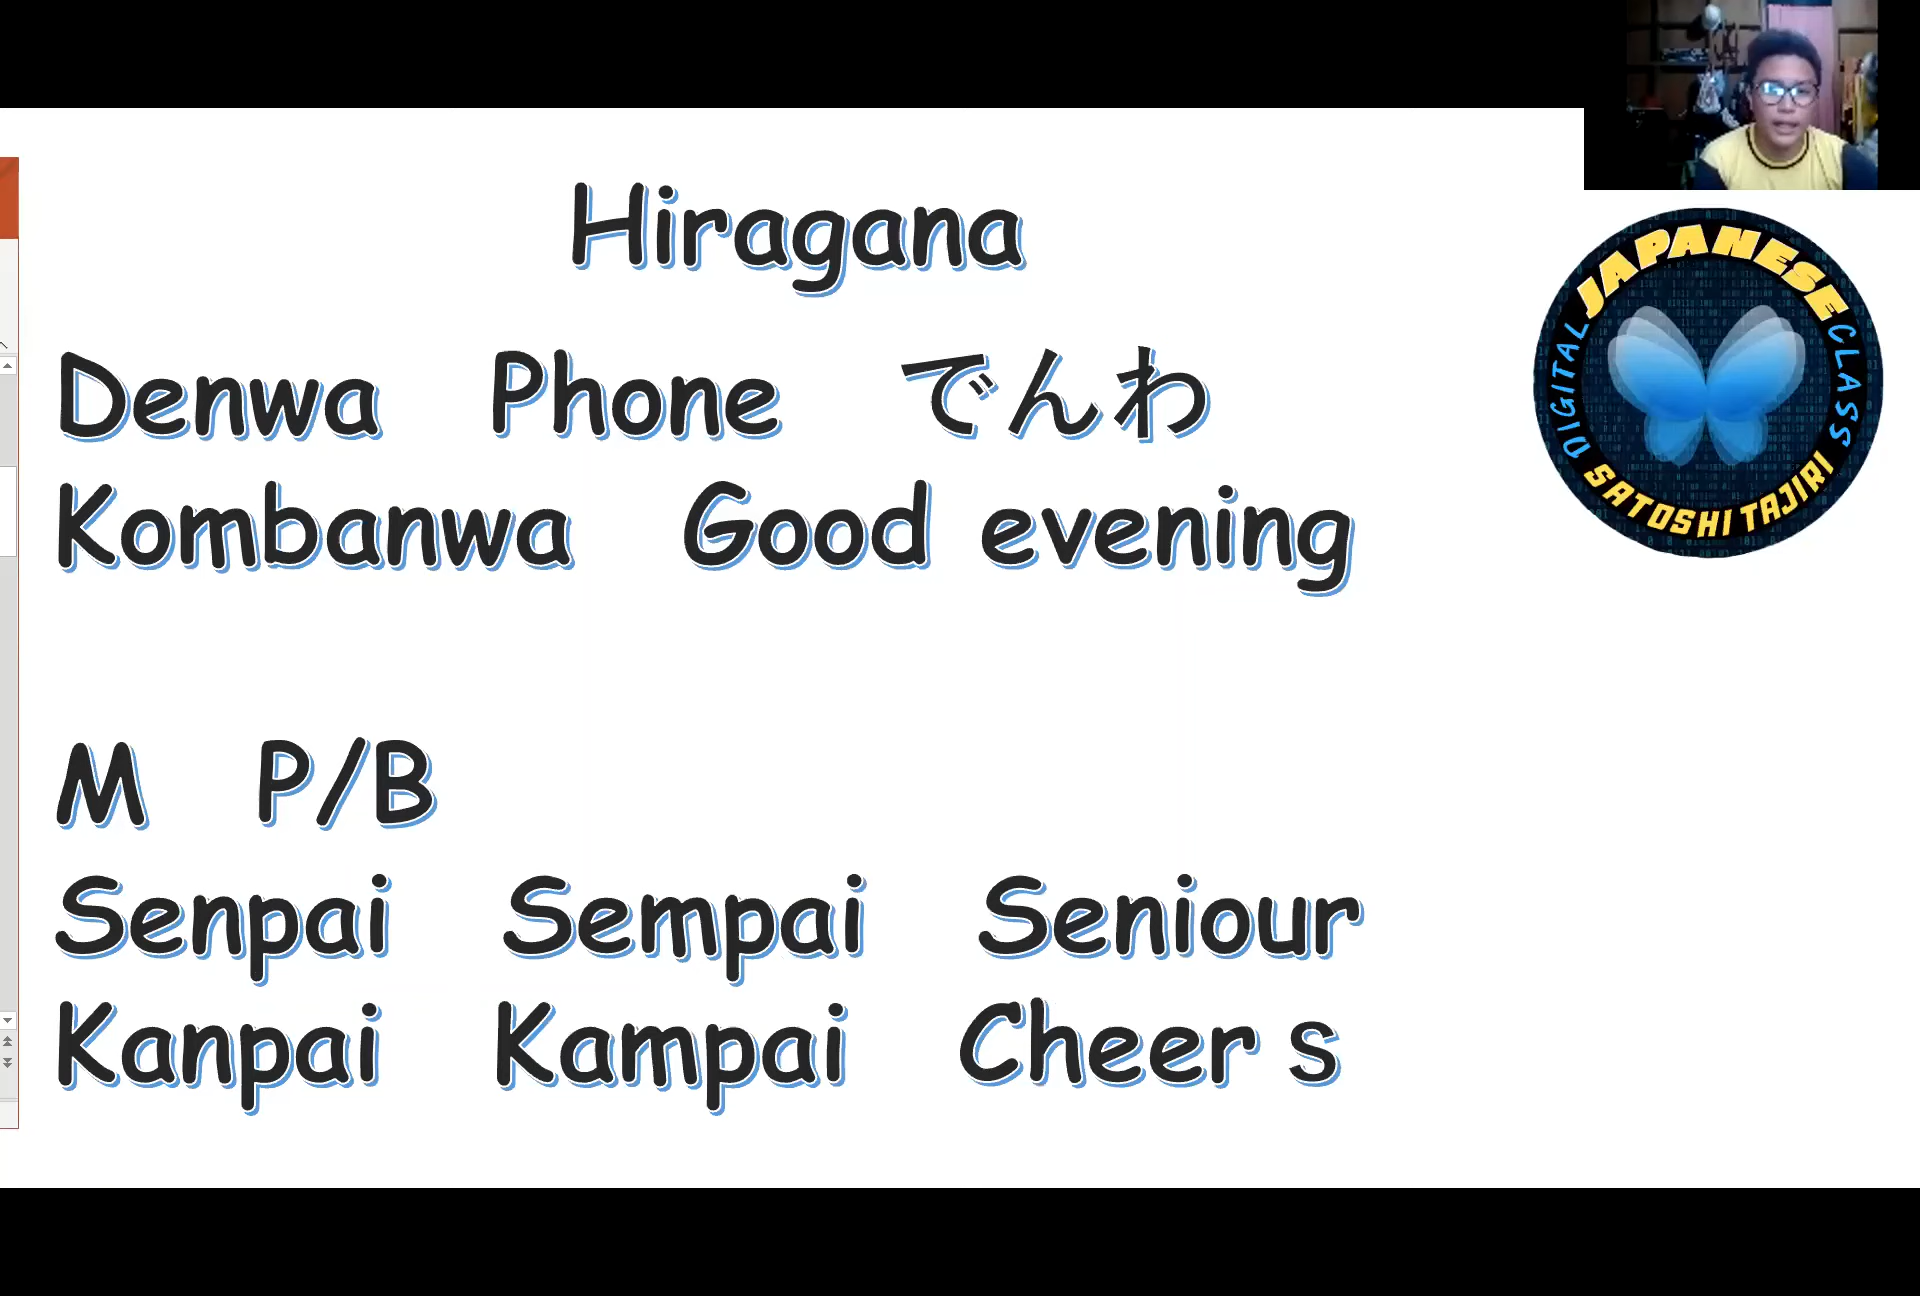 Hiragana
Denwa Phone でんわ
Kombanwa Good evening
M P/B
Senpai Sempai Seniour
Kanpai Kampai Cheer s
DIGITAL JAPANESE CLASS
SATOSHI TAJIRI